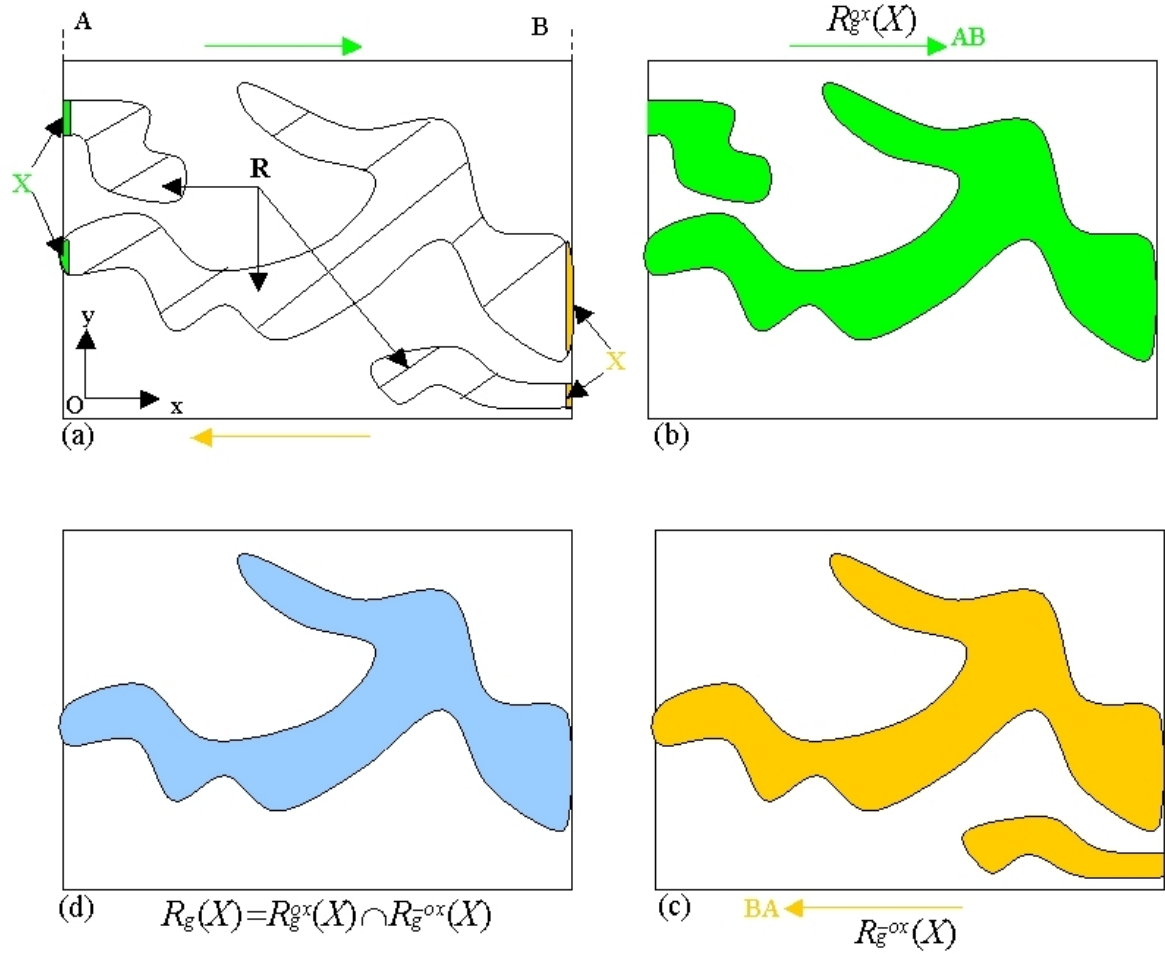 A
B
R_g^{ox}(X)
AB
X
R
y
X
O
x
(a)
(b)
(d)
R_g(X)=R_g^{ox}(X)∩R_g^{-ox}(X)
(c)
BA
R_g^{-ox}(X)